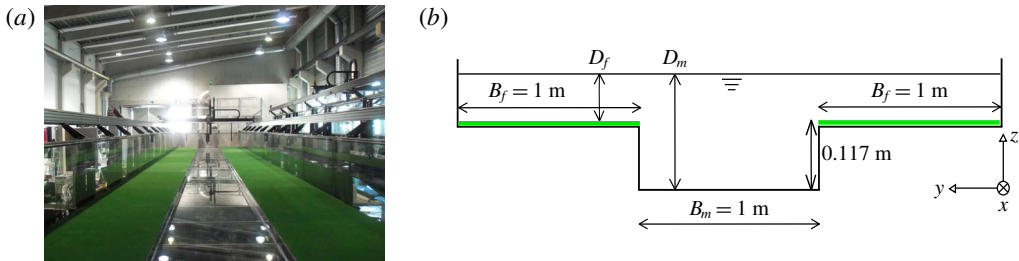 (a)
(b)
D_f D_m
B_f = 1 m
B_f = 1 m
0.117 m
B_m = 1 m
z
y
x